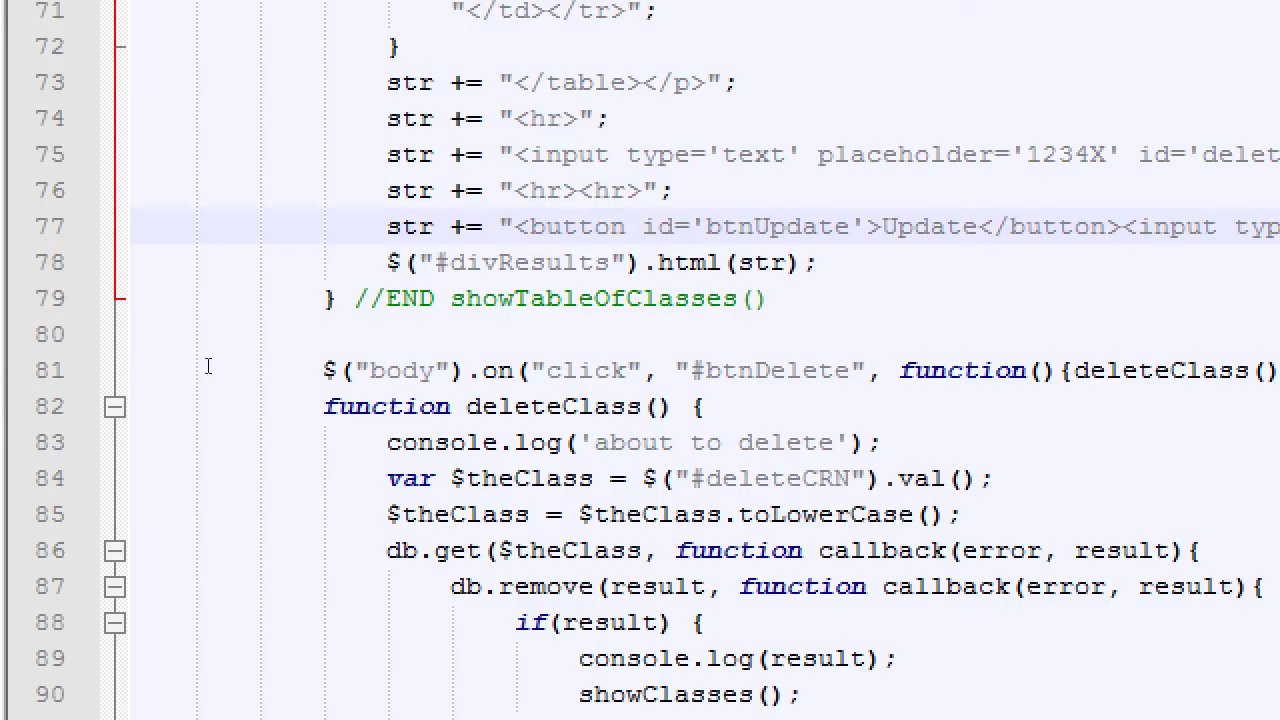 71 "</td></tr>";
72 }
73 str += "</table></p>";
74 str += "<hr>";
75 str += "<input type='text' placeholder='1234X' id='delet
76 str += "<hr><hr>";
77 str += "<button id='btnUpdate'>Update</button><input typ
78 $("#divResults").html(str);
79 } //END showTableOfClasses()
80
81 $("body").on("click", "#btnDelete", function(){deleteClass()
82 function deleteClass() {
83 console.log('about to delete');
84 var $theClass = $("#deleteCRN").val();
85 $theClass = $theClass.toLowerCase();
86 db.get($theClass, function callback(error, result){
87 db.remove(result, function callback(error, result){
88 if(result) {
89 console.log(result);
90 showClasses();